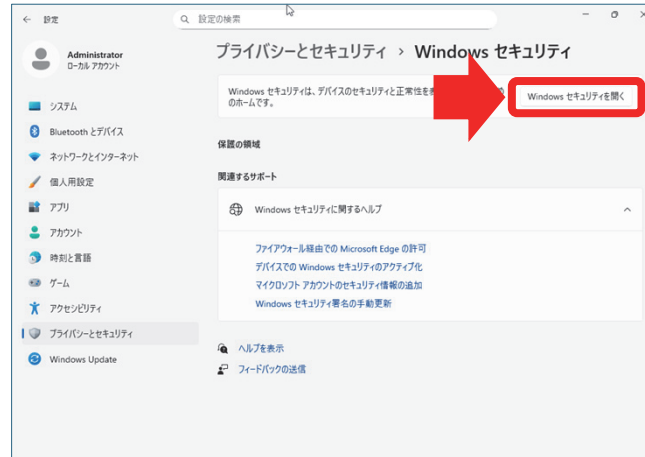 ← 設定
設定の検索
Administrator
ローカル アカウント
プライバシーとセキュリティ › Windows セキュリティ
Windows セキュリティは、デバイスのセキュリティと正常性を
のホームです。
Windows セキュリティを開く
システム
Bluetooth とデバイス
ネットワークとインターネット
個人用設定
アプリ
アカウント
時刻と言語
ゲーム
アクセシビリティ
プライバシーとセキュリティ
Windows Update
保護の領域
関連するサポート
Windows セキュリティに関するヘルプ
ファイアウォール経由での Microsoft Edge の許可
デバイスでの Windows セキュリティのアクティブ化
マイクロソフト アカウントのセキュリティ情報の追加
Windows セキュリティ署名の手動更新
ヘルプを表示
フィードバックの送信